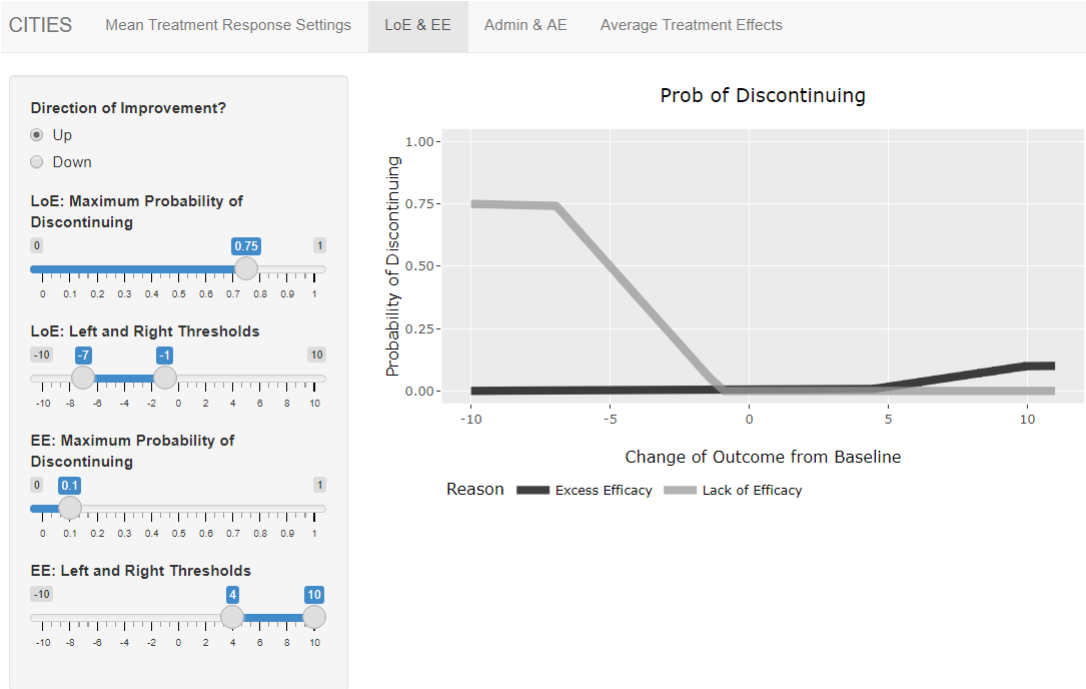 CITIES Mean Treatment Response Settings LoE & EE Admin & AE Average Treatment Effects
Direction of Improvement?
Up
Down
LoE: Maximum Probability of
Discontinuing
0 0.75 1
0 0.1 0.2 0.3 0.4 0.5 0.6 0.7 0.8 0.9 1
LoE: Left and Right Thresholds
-10 -7 -1 10
-10 -8 -6 -4 -2 0 2 4 6 8 10
EE: Maximum Probability of
Discontinuing
0 0.1 1
0 0.1 0.2 0.3 0.4 0.5 0.6 0.7 0.8 0.9 1
EE: Left and Right Thresholds
-10 4 10
-10 -8 -6 -4 -2 0 2 4 6 8 10
Prob of Discontinuing
Probability of Discontinuing
1.00
0.75
0.50
0.25
0.00
-10 -5 0 5 10
Change of Outcome from Baseline
Reason Excess Efficacy Lack of Efficacy